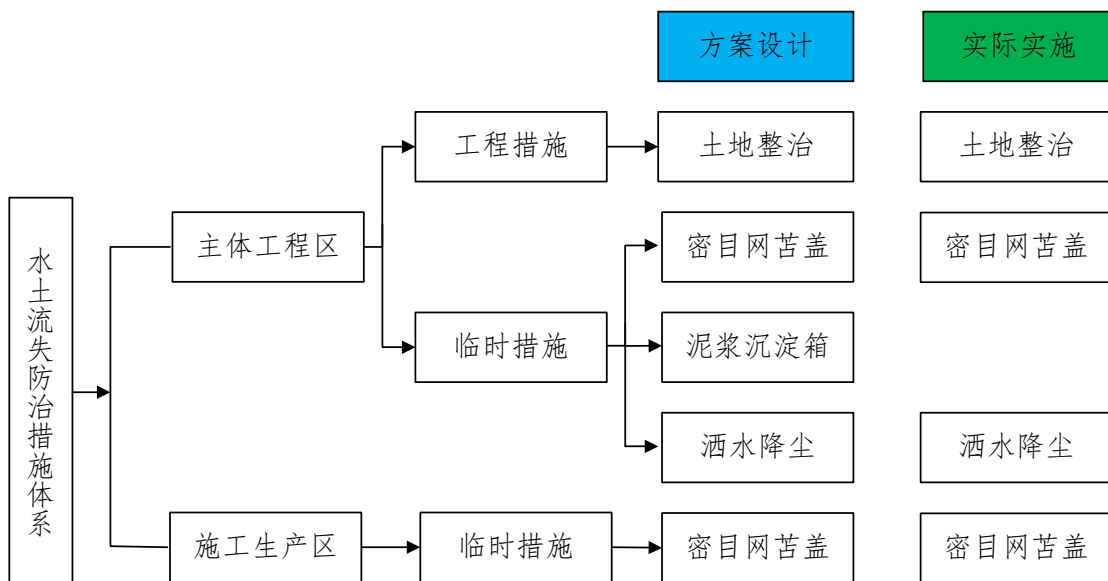 方案设计
实际实施
工程措施
土地整治
土地整治
主体工程区
密目网苫盖
密目网苫盖
水土流失防治措施体系
临时措施
泥浆沉淀箱
洒水降尘
洒水降尘
施工生产区
临时措施
密目网苫盖
密目网苫盖